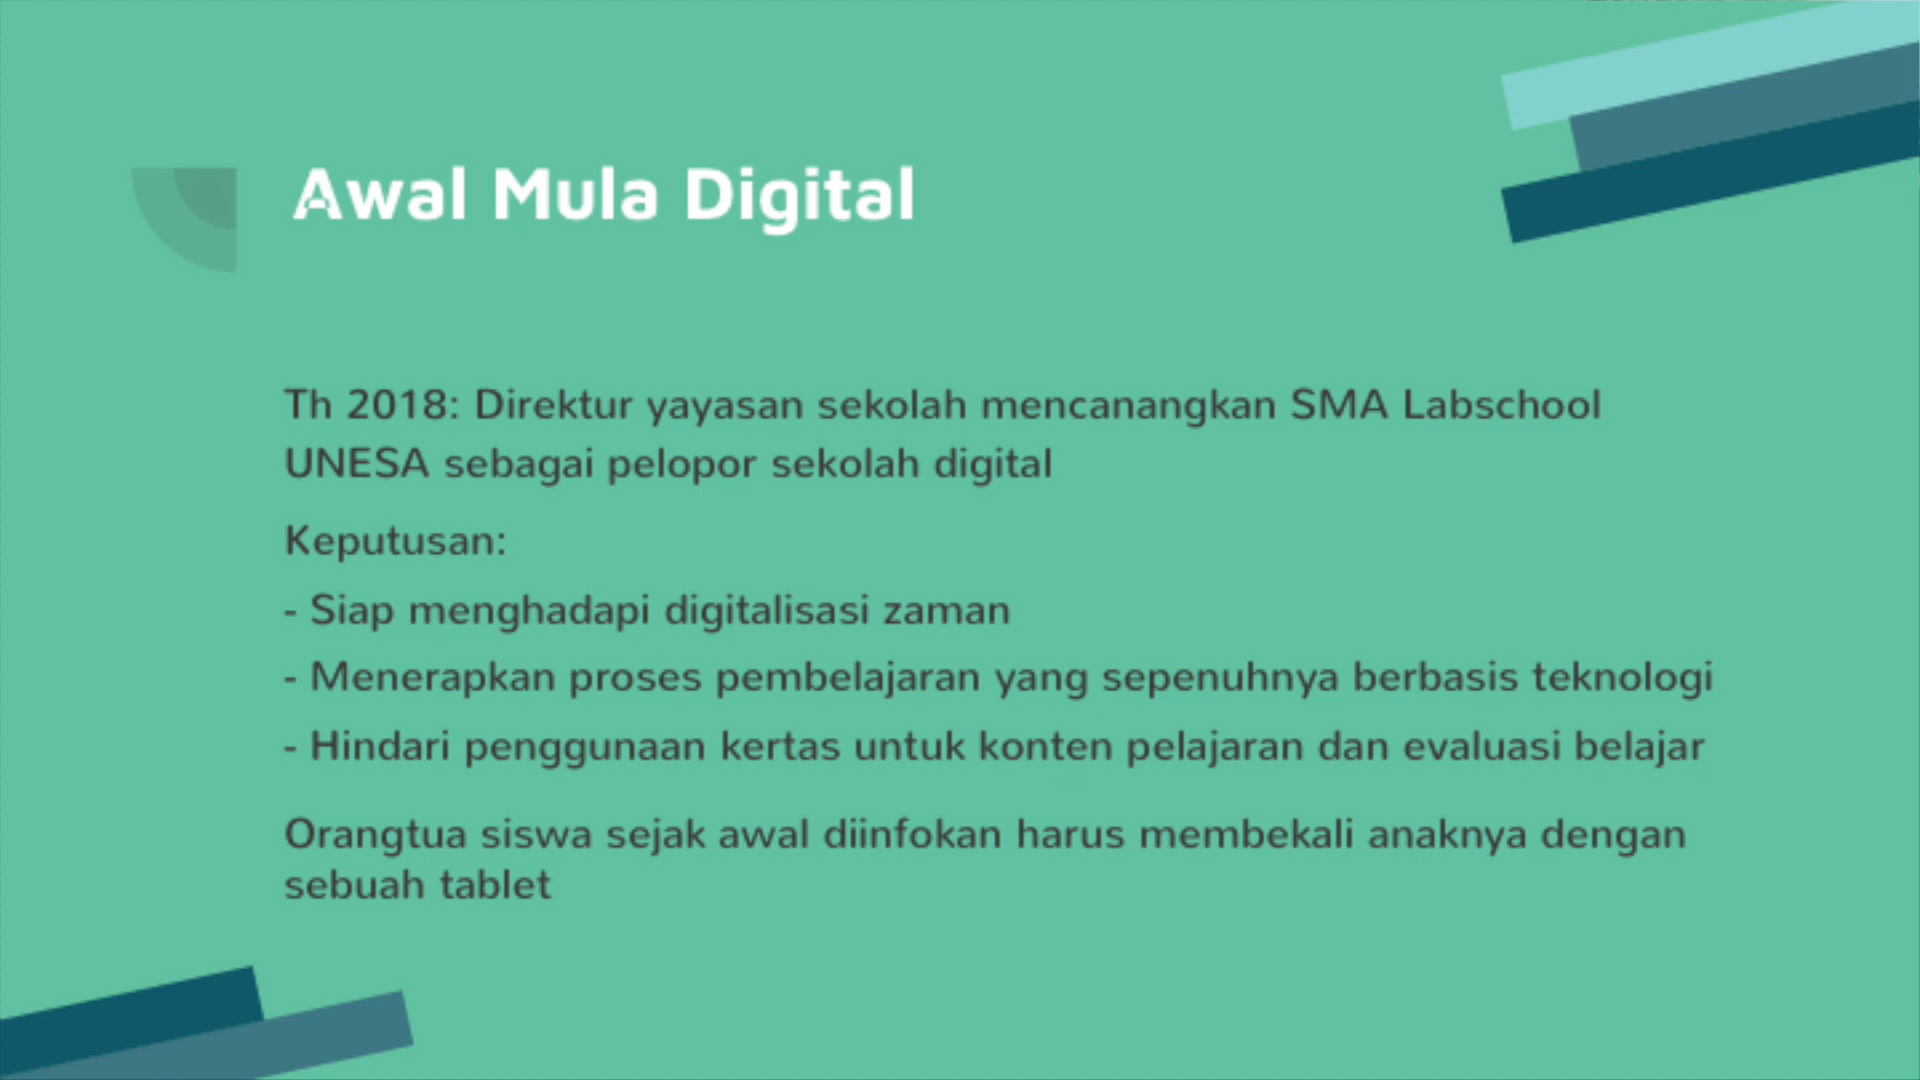 Awal Mula Digital
Th 2018: Direktur yayasan sekolah mencanangkan SMA Labschool
UNESA sebagai pelopor sekolah digital
Keputusan:
- Siap menghadapi digitalisasi zaman
- Menerapkan proses pembelajaran yang sepenuhnya berbasis teknologi
- Hindari penggunaan kertas untuk konten pelajaran dan evaluasi belajar
Orangtua siswa sejak awal diinfokan harus membekali anaknya dengan
sebuah tablet